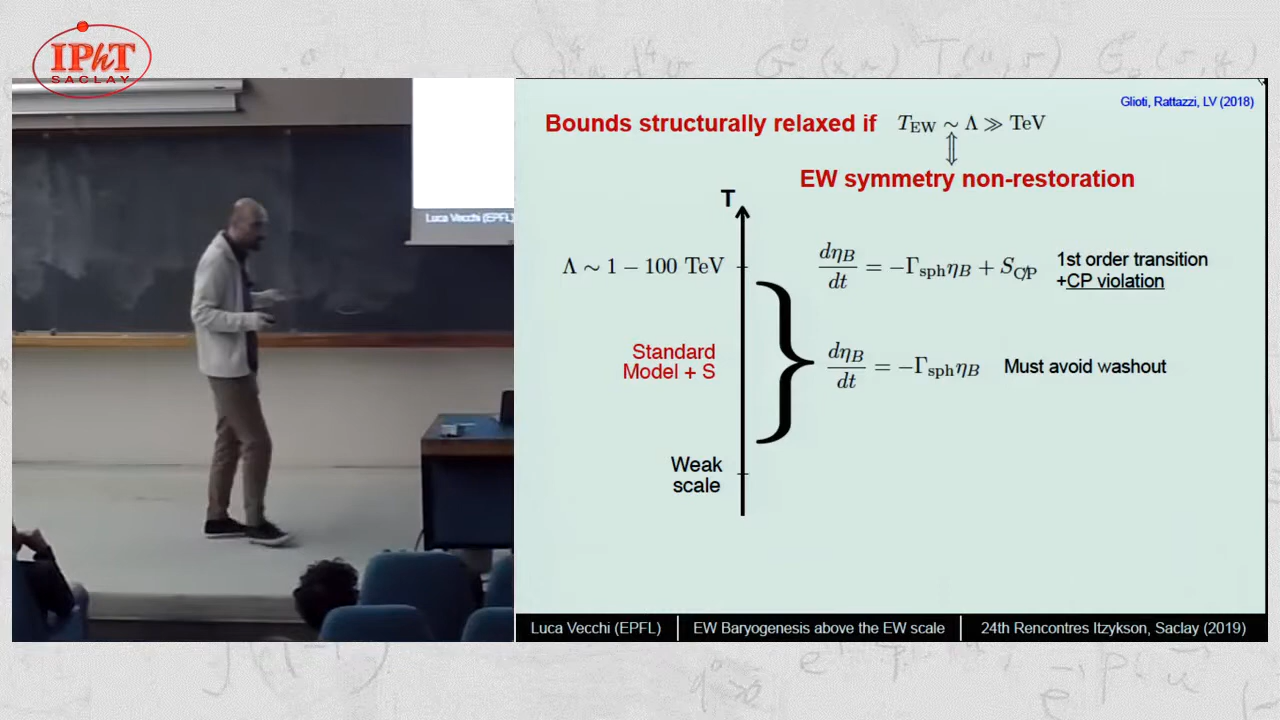 IPhT
SACLAY
Luca Vecchi (EPFL)
Glioti, Rattazzi, LV (2018)
Bounds structurally relaxed if T_EW ∼ Λ ≫ TeV
⇕
EW symmetry non-restoration
T
Λ ∼ 1 − 100 TeV
dη_B/dt = −Γ_sph η_B + S_C̸P̸
1st order transition
+CP violation
Standard
Model + S
dη_B/dt = −Γ_sph η_B
Must avoid washout
Weak
scale
Luca Vecchi (EPFL) | EW Baryogenesis above the EW scale | 24th Rencontres Itzykson, Saclay (2019)